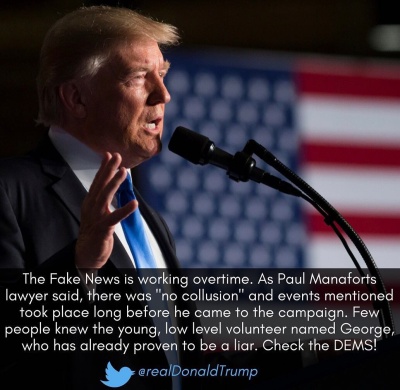 The Fake News is working overtime. As Paul Manaforts
lawyer said, there was "no collusion" and events mentioned
took place long before he came to the campaign. Few
people knew the young, low level volunteer named George,
who has already proven to be a liar. Check the DEMS!
@realDonaldTrump